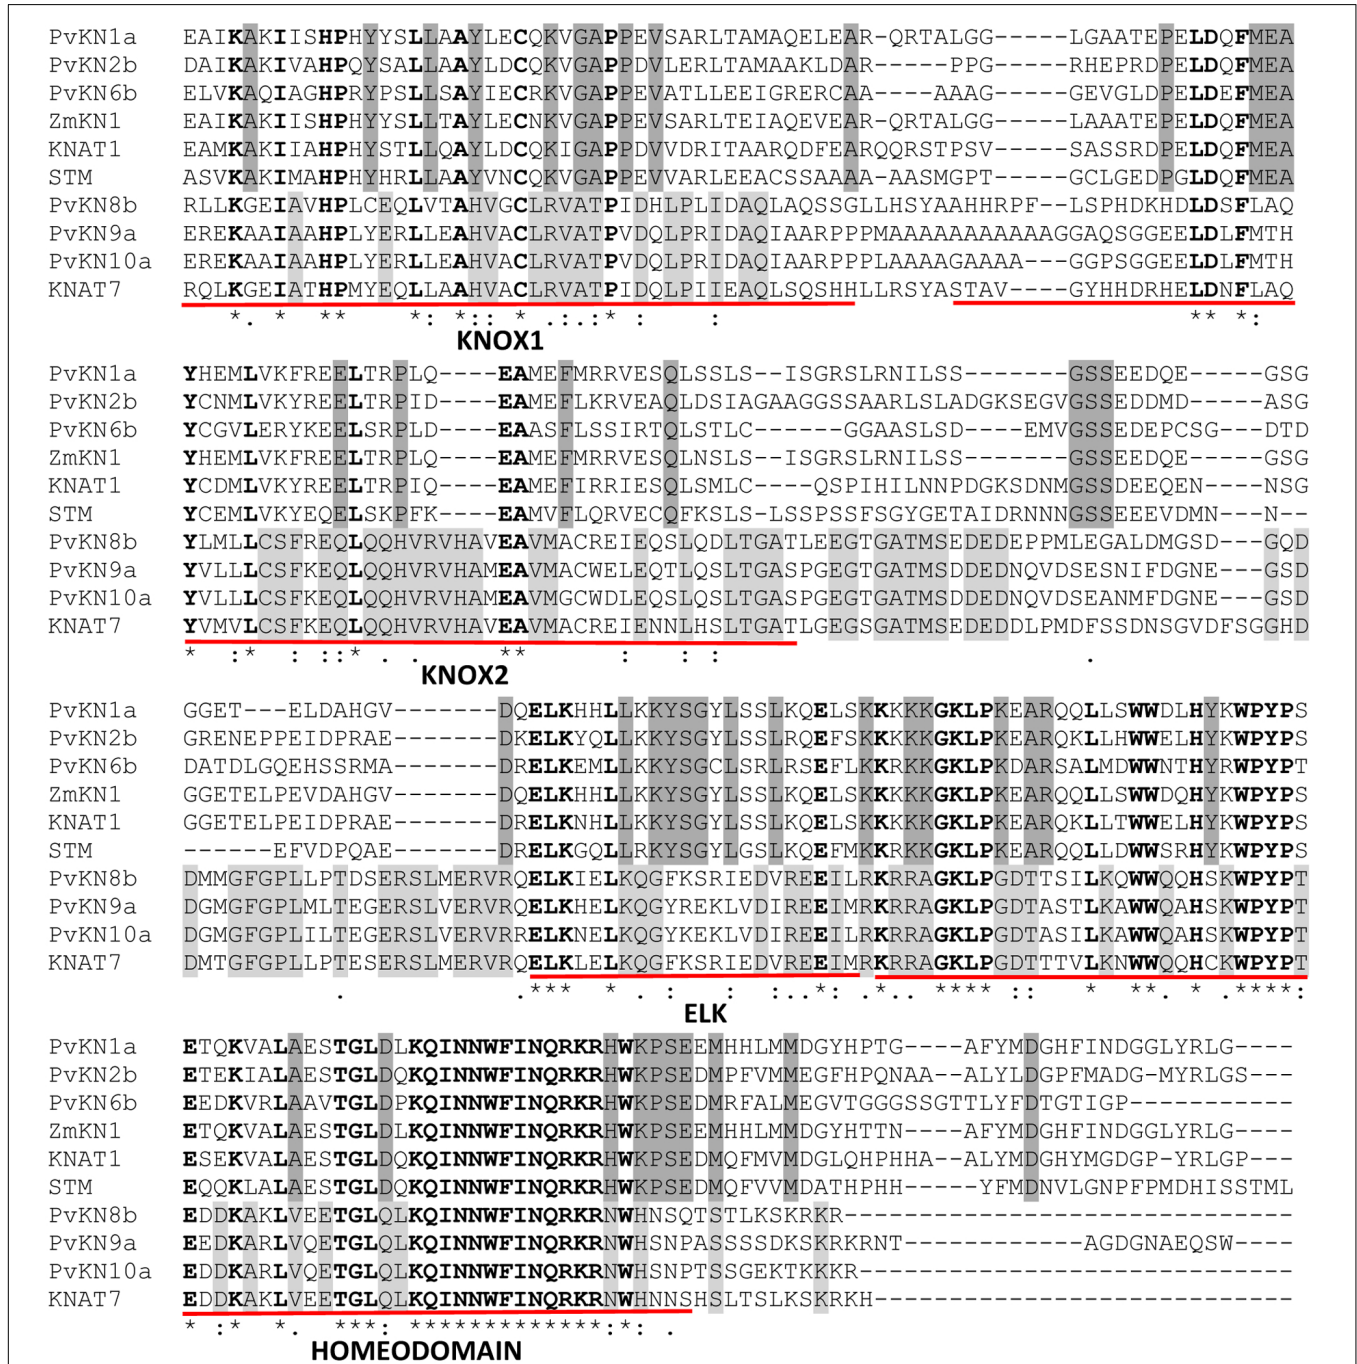 PvKN1a EAIKAKIISHPHYYSLLAAYLECQKVGAPPEVSARLTAMAQELEAR-QRTALGG------LGAATEPELDQFMEA
PvKN2b DAIKAKIVAHPQYSALLAAYLDCQKVGAPPDVLERLTAMAAKLDAR-----PPG------RHEPRDPELDQFMEA
PvKN6b ELVKAQIAGHPRYPSLLSAYIECRKVGAPPEVATLLEEIGRERCAA----AAAG------GEVGLDPELDEFMEA
ZmKN1 EAIKAKIISHPHYYSLLTAYLECNKVGAPPEVSARLTEIAQEVEAR-QRTALGG------LAAATEPELDQFMEA
KNAT1 EAMKAKIIAHPHYSTLLQAYLDCQKIGAPPDVVDRITAARQDFEARQQRSTPSV------SASSRDPELDQFMEA
STM ASVKAKIMAHPHYHRLLAAYVNCQKVGAPPEVVARLEEACSSAAAA-AASMGPT------GCLGEDPGLDQFMEA
PvKN8b RLLKGEIAVHPLCEQLVTAHVGCLRVATPIDHLPLIDAQLAQSSGLLHSYAAHHRPF--LSPHDKHDLDSFLAQ
PvKN9a EREKAAIAAHPLYERLLEAHVACLRVATPVDQLPRIDAQIAARPPPMAAAAAAAAAAGGAQSGGEELDLFMTH
PvKN10a EREKAAIAAHPLYERLLEAHVACLRVATPVDQLPRIDAQIAARPPPLAAAAGAAAA--GGPSGGEELDLFMTH
KNAT7 RQLKGEIATHPMYEQLLAAHVACLRVATPIDQLPIIEAQLSQSHHLLRSYASTAV-----GYHHDRHELDNFLAQ
*. * ** *: *:: * .:.:* : : ** *:
KNOX1
PvKN1a YHEMLVKFREELTRPLQ----EAMEFMRRVESQLSSLS--ISGRSLRNILSS-------GSSEEDQE-----GSG
PvKN2b YCNMLVKYREELTRPID----EAMEFLKRVEAQLDSIAGAAGGSSAARLSLADGKSEGVGSSEDDMD-----ASG
PvKN6b YCGVLERYKEELSRPLD----EAASFLSSIRTQLSTLC------GGAASLSD----EMVGSSEDEPCSG---DTD
ZmKN1 YHEMLVKFREELTRPLQ----EAMEFMRRVESQLNSLS--ISGRSLRNILSS-------GSSEEDQE-----GSG
KNAT1 YCDMLVKYREELTRPIQ----EAMEFIRRIESQLSMLC----QSPIHILNNPDGKSDNMGSSDEEQEN----NSG
STM YCEMLVKYEQELSKPFK----EAMVFLQRVECQFKSLS-LSSPSSFSGYGETAIDRNNNGSSEEEVDMN---N--
PvKN8b YLMLLCSFREQLQQHVRVHAVEAVMACREIEQSLQDLTGATLEEGTGATMSEDEDEPPMLEGALDMGSD---GQD
PvKN9a YVLLLCSFKEQLQQHVRVHAMEAVMACWELEQTLQSLTGASPGEGTGATMSDDEDNQVDSESNIFDGNE---GSD
PvKN10a YVLLLCSFKEQLQQHVRVHAMEAVMGCWDLEQSLQSLTGASPGEGTGATMSDDEDNQVDSEANMFDGNE---GSD
KNAT7 YVMVLCSFKEQLQQHVRVHAVEAVMACREIENNLHSLTGATLGEGSGATMSEDEDDLPMDFSSDNSGVDFSGGHD
* :* : ::* . . ** : : : .
KNOX2
PvKN1a GGET---ELDAHGV-------DQELKHHLLKKYSGYLSSLKQELSKKKKKGKLPKEARQQLLSWWDLHYKWPYPS
PvKN2b GRENEPPEIDPRAE-------DKELKYQLLKKYSGYLSSLRQEFSKKKKKGKLPKEARQKLLHWWELHYKWPYPS
PvKN6b DATDLGQEHSSRMA-------DRELKEMLLKKYSGCLSRLRSEFLKKRKKGKLPKDARSALMDWWNTHYRWPYPT
ZmKN1 GGETELPEVDAHGV-------DQELKHHLLKKYSGYLSSLKQELSKKKKKGKLPKEARQQLLSWWDQHYKWPYPS
KNAT1 GGETELPEIDPRAE-------DRELKNHLLKKYSGYLSSLKQELSKKKKKGKLPKEARQKLLTWWELHYKWPYPS
STM ------EFVDPQAE-------DRELKGQLLRKYSGYLGSLKQEFMKKRKKGKLPKEARQQLLDWWSRHYKWPYPS
PvKN8b DMMGFGPLLPTDSERSLMERVRQELKIELKQGFKSRIEDVREEILRKRRAGKLPGDTTSILKQWWQQHSKWPYPT
PvKN9a DGMGFGPLMLTEGERSLVERVRQELKHELKQGYREKLVDIREEIMRKRRAGKLPGDTASTLKAWWQAHSKWPYPT
PvKN10a DGMGFGPLILTEGERSLVERVRRELKNELKQGYKEKLVDIREEILRKRRAGKLPGDTASILKAWWQAHSKWPYPT
KNAT7 DMTGFGPLLPTESERSLMERVRQELKLELKQGFKSRIEDVREEIMRKRRAGKLPGDTTTVLKNWWQQHCKWPYPT
. .*** * . : : :..*: .*.. **** :: * **. * .****:
ELK
PvKN1a ETQKVALAESTGLDLKQINNWFINQRKRHWKPSEEMHHLMMDGYHPTG----AFYMDGHFINDGGLYRLG----
PvKN2b ETEKIALAESTGLDQKQINNWFINQRKRHWKPSEDMPFVMMEGFHPQNAA--ALYLDGPFMADG-MYRLGS---
PvKN6b EEDKVRLAAVTGLDPKQINNWFINQRKRHWKPSEDMRFALMEGVTGGGSSGTTLYFDTGTIGP-----------
ZmKN1 ETQKVALAESTGLDLKQINNWFINQRKRHWKPSEEMHHLMMDGYHTTN----AFYMDGHFINDGGLYRLG----
KNAT1 ESEKVALAESTGLDQKQINNWFINQRKRHWKPSEDMQFMVMDGLQHPHHA--ALYMDGHYMGDGP-YRLGP---
STM EQQKLALAESTGLDQKQINNWFINQRKRHWKPSEDMQFVVMDATHPHH----YFMDNVLGNPFPMDHISSTML
PvKN8b EDDKAKLVEETGLQLKQINNWFINQRKRNWHNSQTSTLKSKRKR------------------------------
PvKN9a EEDKARLVQETGLQLKQINNWFINQRKRNWHSNPASSSSDKSKRKRNT------------AGDGNAEQSW----
PvKN10a EDDKARLVQETGLQLKQINNWFINQRKRNWHSNPTSSGEKTKKKR-----------------------------
KNAT7 EDDKAKLVEETGLQLKQINNWFINQRKRNWHNNSHSLTSLKSKRKH----------------------------
* :* *. ***: *************:*: .
HOMEODOMAIN